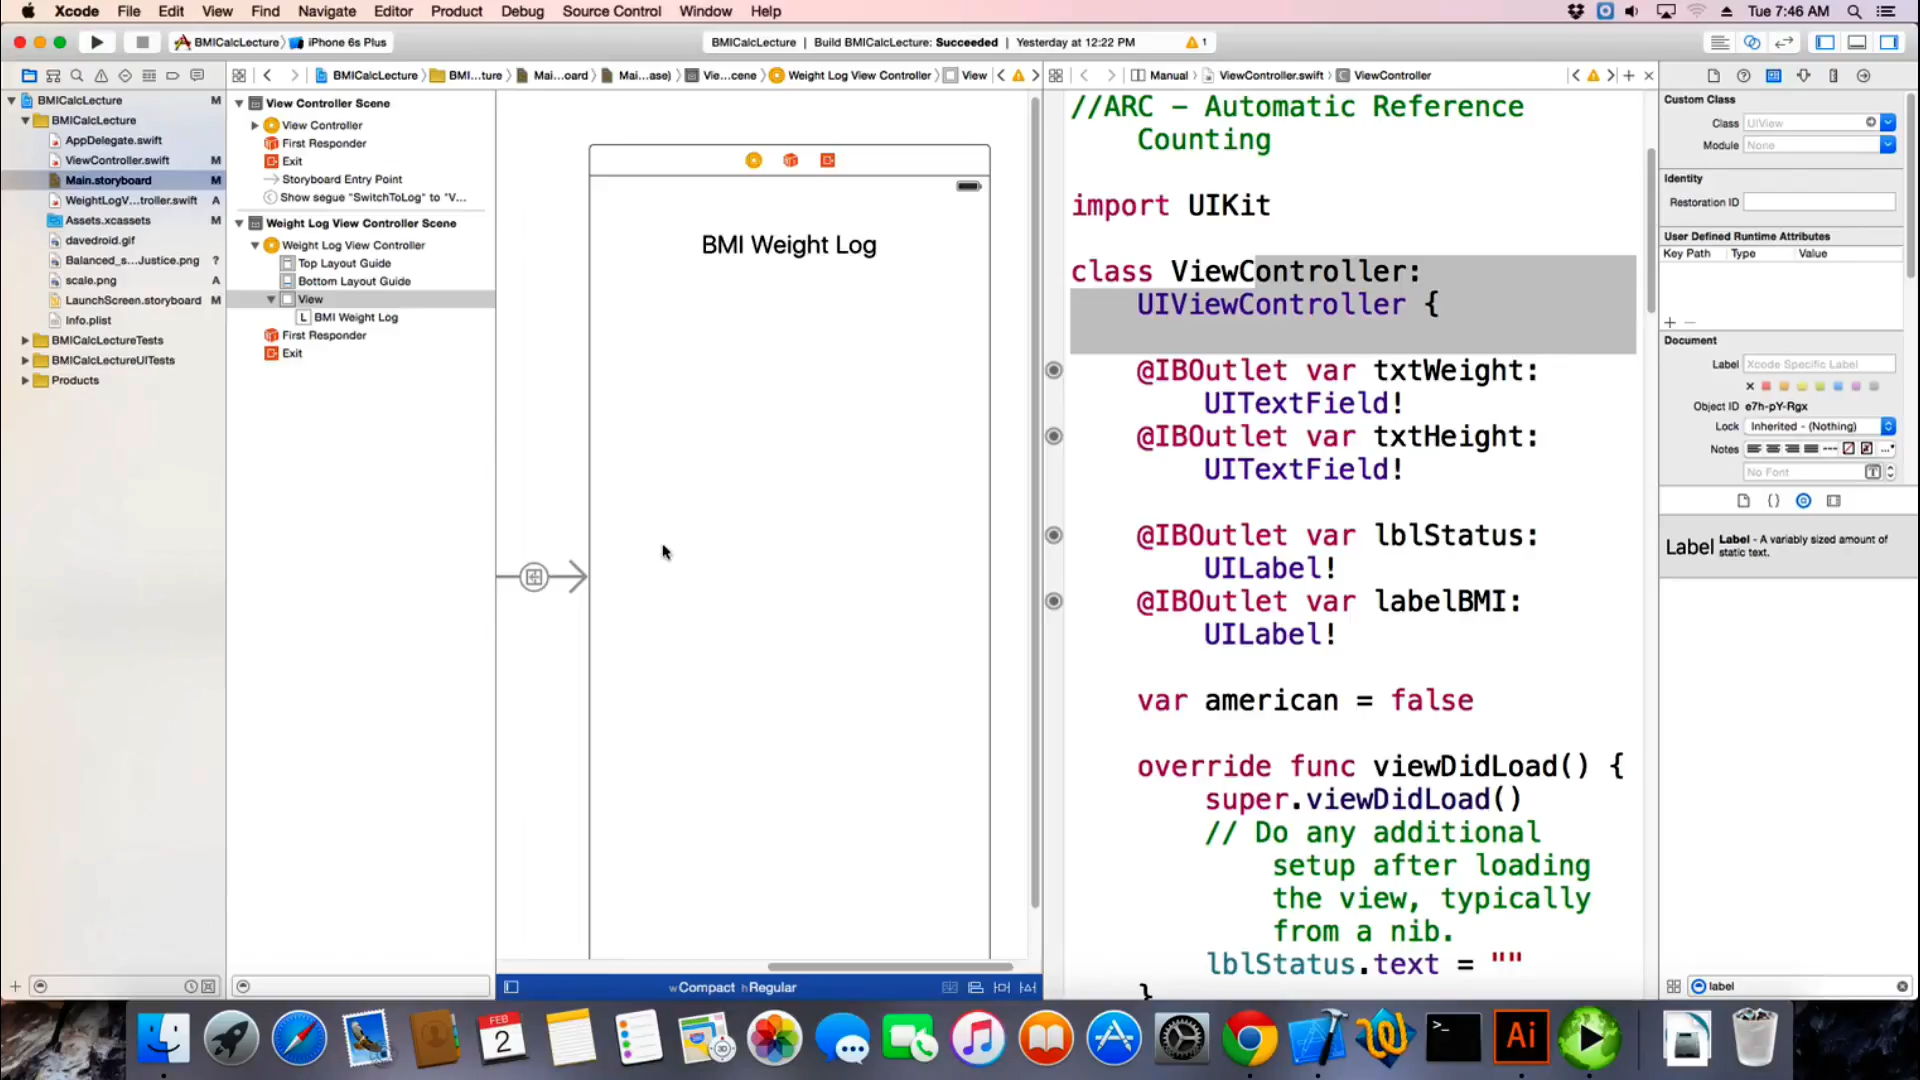 Xcode File Edit View Find Navigate Editor Product Debug Source Control Window Help Tue 7:46 AM
BMICalcLecture iPhone 6s Plus BMICalcLecture | Build BMICalcLecture: Succeeded | Yesterday at 12:22 PM 1
BMICalcLecture BMI...ture Mai...oard Mai...ase) Vie...cene Weight Log View Controller View Manual ViewController.swift ViewController
BMICalcLecture M
BMICalcLecture
AppDelegate.swift
ViewController.swift M
Main.storyboard M
WeightLogV...troller.swift A
Assets.xcassets M
davedroid.gif
Balanced_s...Justice.png ?
scale.png A
LaunchScreen.storyboard M
Info.plist
BMICalcLectureTests
BMICalcLectureUITests
Products
View Controller Scene
View Controller
First Responder
Exit
Storyboard Entry Point
Show segue "SwitchToLog" to "V...
Weight Log View Controller Scene
Weight Log View Controller
Top Layout Guide
Bottom Layout Guide
View
L BMI Weight Log
First Responder
Exit
BMI Weight Log
wCompact hRegular
//ARC - Automatic Reference
Counting
import UIKit
class ViewController:
UIViewController {
@IBOutlet var txtWeight:
UITextField!
@IBOutlet var txtHeight:
UITextField!
@IBOutlet var lblStatus:
UILabel!
@IBOutlet var labelBMI:
UILabel!
var american = false
override func viewDidLoad() {
super.viewDidLoad()
// Do any additional
setup after loading
the view, typically
from a nib.
lblStatus.text = ""
}
Custom Class
Class UIView
Module None
Identity
Restoration ID
User Defined Runtime Attributes
Key Path Type Value
Document
Label Xcode Specific Label
Object ID e7h-pY-Rgx
Lock Inherited - (Nothing)
Notes
No Font
Label Label - A variably sized amount of
static text.
label
FEB
2
Ai